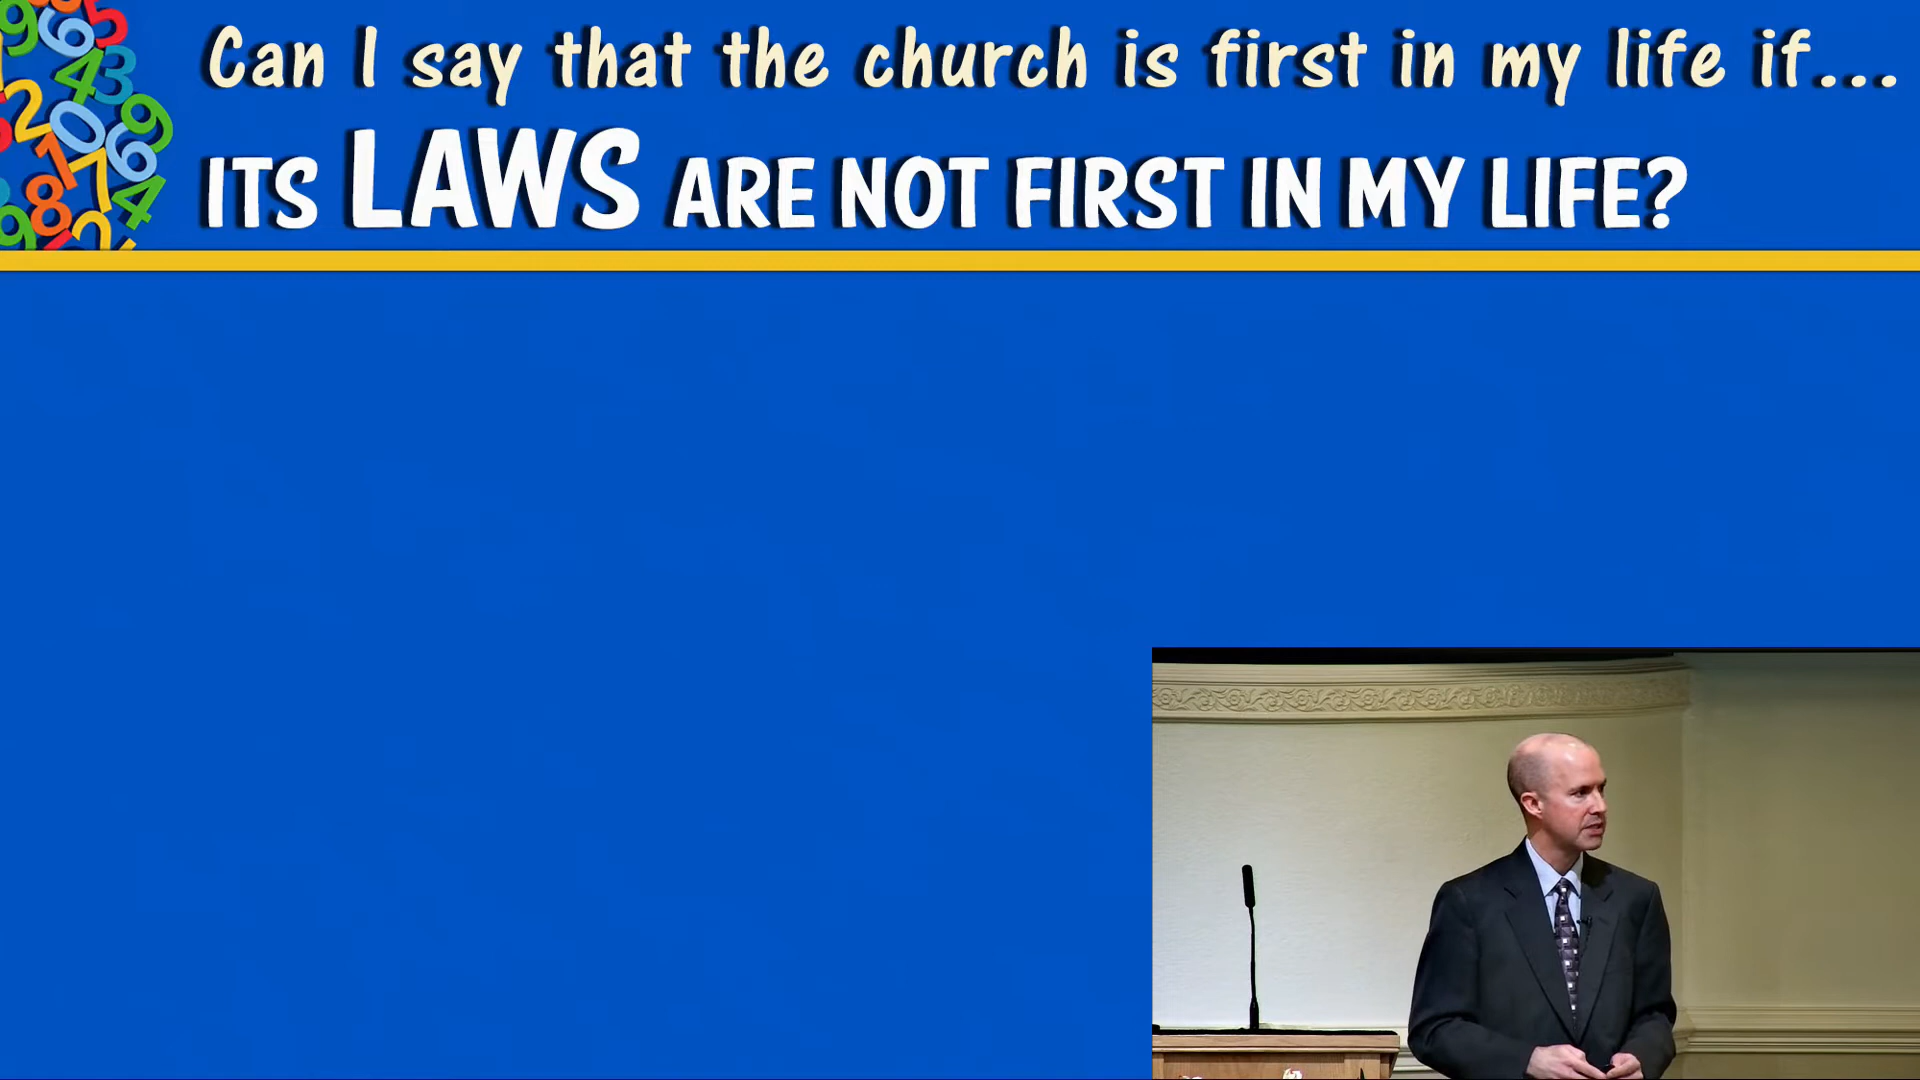 Can I say that the church is first in my life if...
ITS LAWS ARE NOT FIRST IN MY LIFE?